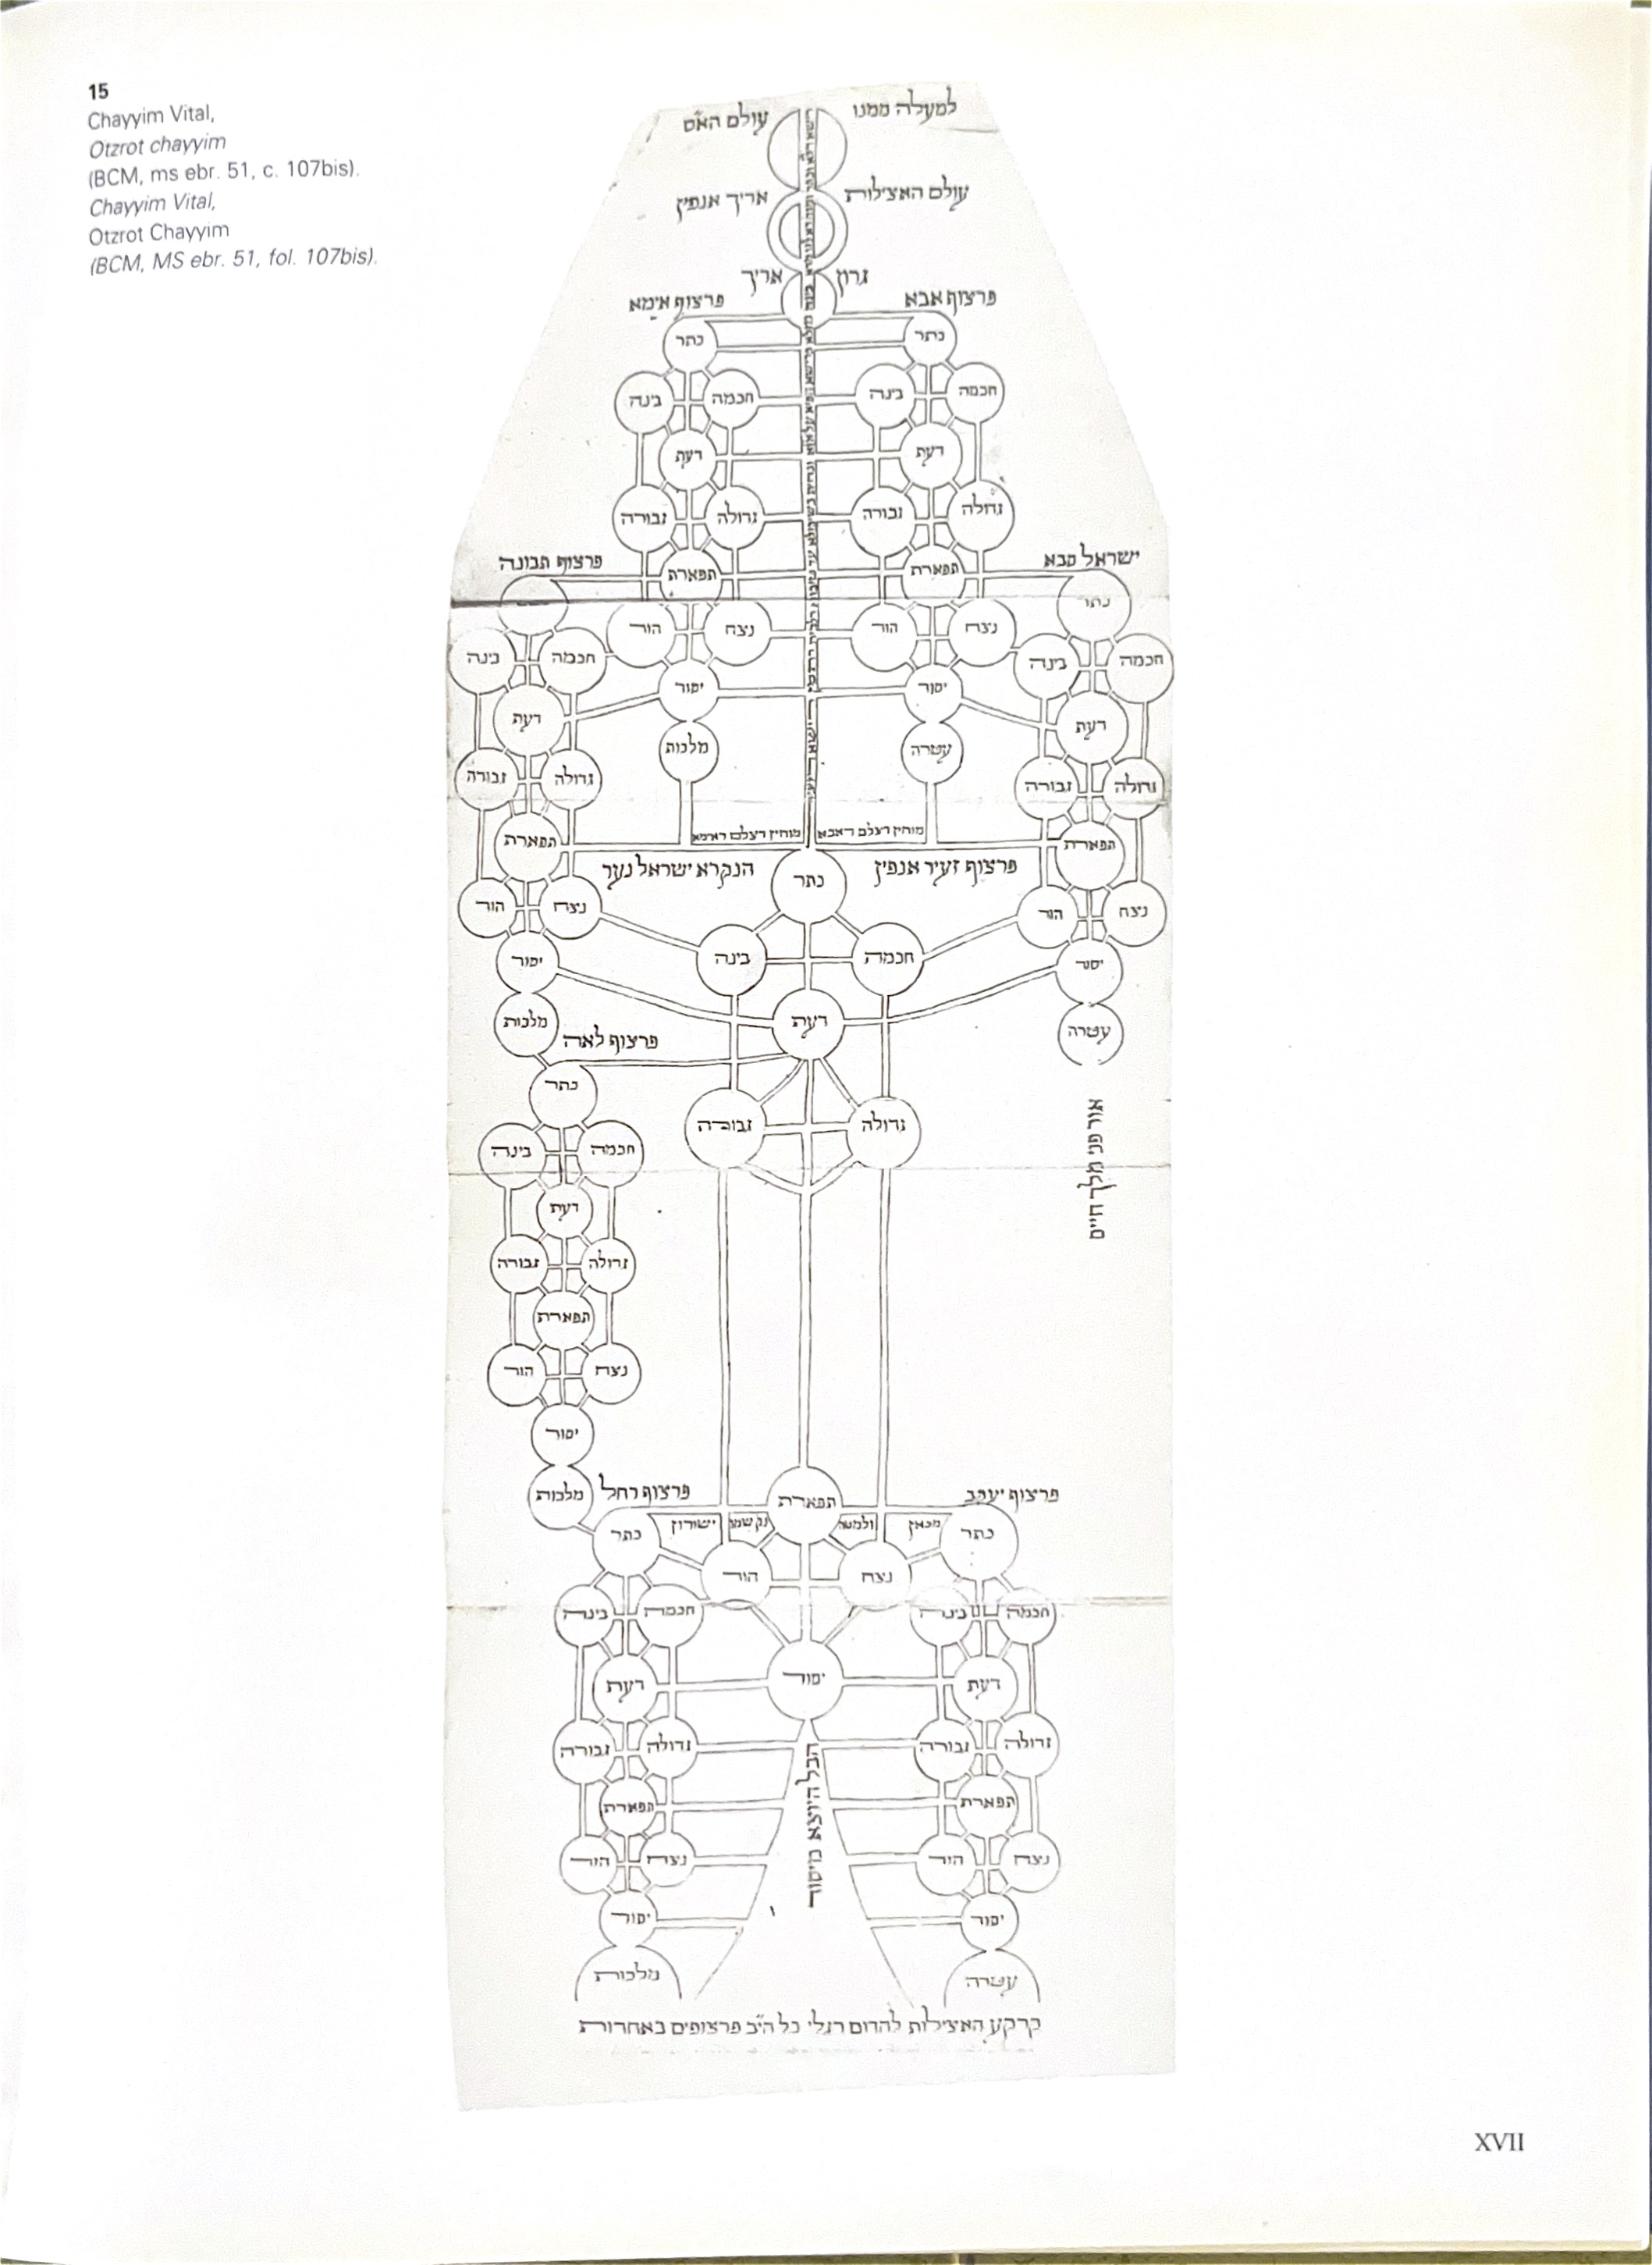 15
Chayyim Vital,
Otzrot chayyim
(BCM, ms ebr. 51, c. 107bis).
Chayyim Vital,
Otzrot Chayyim
(BCM, MS ebr. 51, fol. 107bis).
למעלה ממנו
עולם הא״ס
עולם האצילות
אריך אנפין
גרון
אריך
פרצוף אבא
פרצוף אימא
כתר
כתר
חכמה
בינה
חכמה
בינה
דעת
דעת
גדולה
גבורה
גדולה
גבורה
ישראל סבא
פרצוף תבונה
תפארת
תפארת
כתר
נצח
הוד
נצח
הוד
חכמה
בינה
חכמה
בינה
יסוד
יסוד
דעת
דעת
עטרה
מלכות
גדולה
גבורה
גדולה
גבורה
מוחין דצלם דאבא
מוחין דצלם דאימא
תפארת
תפארת
פרצוף זעיר אנפין
הנקרא ישראל נער
כתר
נצח
הוד
נצח
הוד
חכמה
בינה
יסוד
יסוד
דעת
מלכות
עטרה
פרצוף לאה
כתר
גדולה
גבורה
אור פני מלך חיים
חכמה
בינה
דעת
גדולה
גבורה
תפארת
נצח
הוד
יסוד
מלכות
פרצוף יעקב
פרצוף רחל
תפארת
מכאן
ולמטה
נק׳ שמו
ישורון
כתר
כתר
נצח
הוד
חכמה
בינה
חכמה
בינה
יסוד
דעת
דעת
גדולה
גבורה
גדולה
גבורה
הבל היוצא מיסוד
תפארת
תפארת
נצח
הוד
נצח
הוד
יסוד
יסוד
עטרה
מלכות
קרקע האצילות להדום רגלי כל הי״ב פרצופים באחרורת
XVII